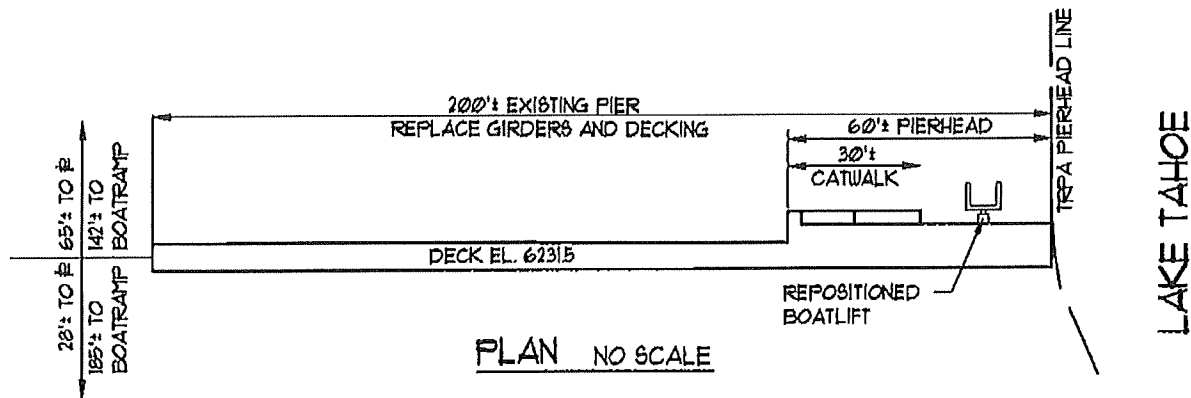 200'± EXISTING PIER
REPLACE GIRDERS AND DECKING
60'± PIERHEAD
30'±
CATWALK
TRPA PIERHEAD LINE
LAKE TAHOE
65'± TO ⅊
142'± TO
BOATRAMP
28'± TO ⅊
185'± TO
BOATRAMP
DECK EL. 6231.5
REPOSITIONED
BOATLIFT
PLAN NO SCALE